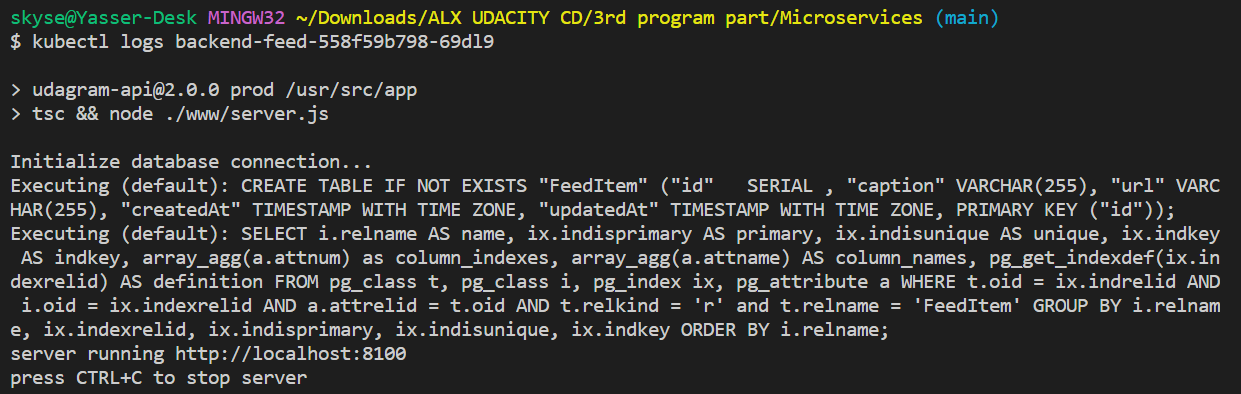 skyse@Yasser-Desk MINGW32 ~/Downloads/ALX UDACITY CD/3rd program part/Microservices (main)
$ kubectl logs backend-feed-558f59b798-69dl9
> udagram-api@2.0.0 prod /usr/src/app
> tsc && node ./www/server.js
Initialize database connection...
Executing (default): CREATE TABLE IF NOT EXISTS "FeedItem" ("id"   SERIAL , "caption" VARCHAR(255), "url" VARC
HAR(255), "createdAt" TIMESTAMP WITH TIME ZONE, "updatedAt" TIMESTAMP WITH TIME ZONE, PRIMARY KEY ("id"));
Executing (default): SELECT i.relname AS name, ix.indisprimary AS primary, ix.indisunique AS unique, ix.indkey
 AS indkey, array_agg(a.attnum) as column_indexes, array_agg(a.attname) AS column_names, pg_get_indexdef(ix.in
dexrelid) AS definition FROM pg_class t, pg_class i, pg_index ix, pg_attribute a WHERE t.oid = ix.indrelid AND
 i.oid = ix.indexrelid AND a.attrelid = t.oid AND t.relkind = 'r' and t.relname = 'FeedItem' GROUP BY i.relnam
e, ix.indexrelid, ix.indisprimary, ix.indisunique, ix.indkey ORDER BY i.relname;
server running http://localhost:8100
press CTRL+C to stop server